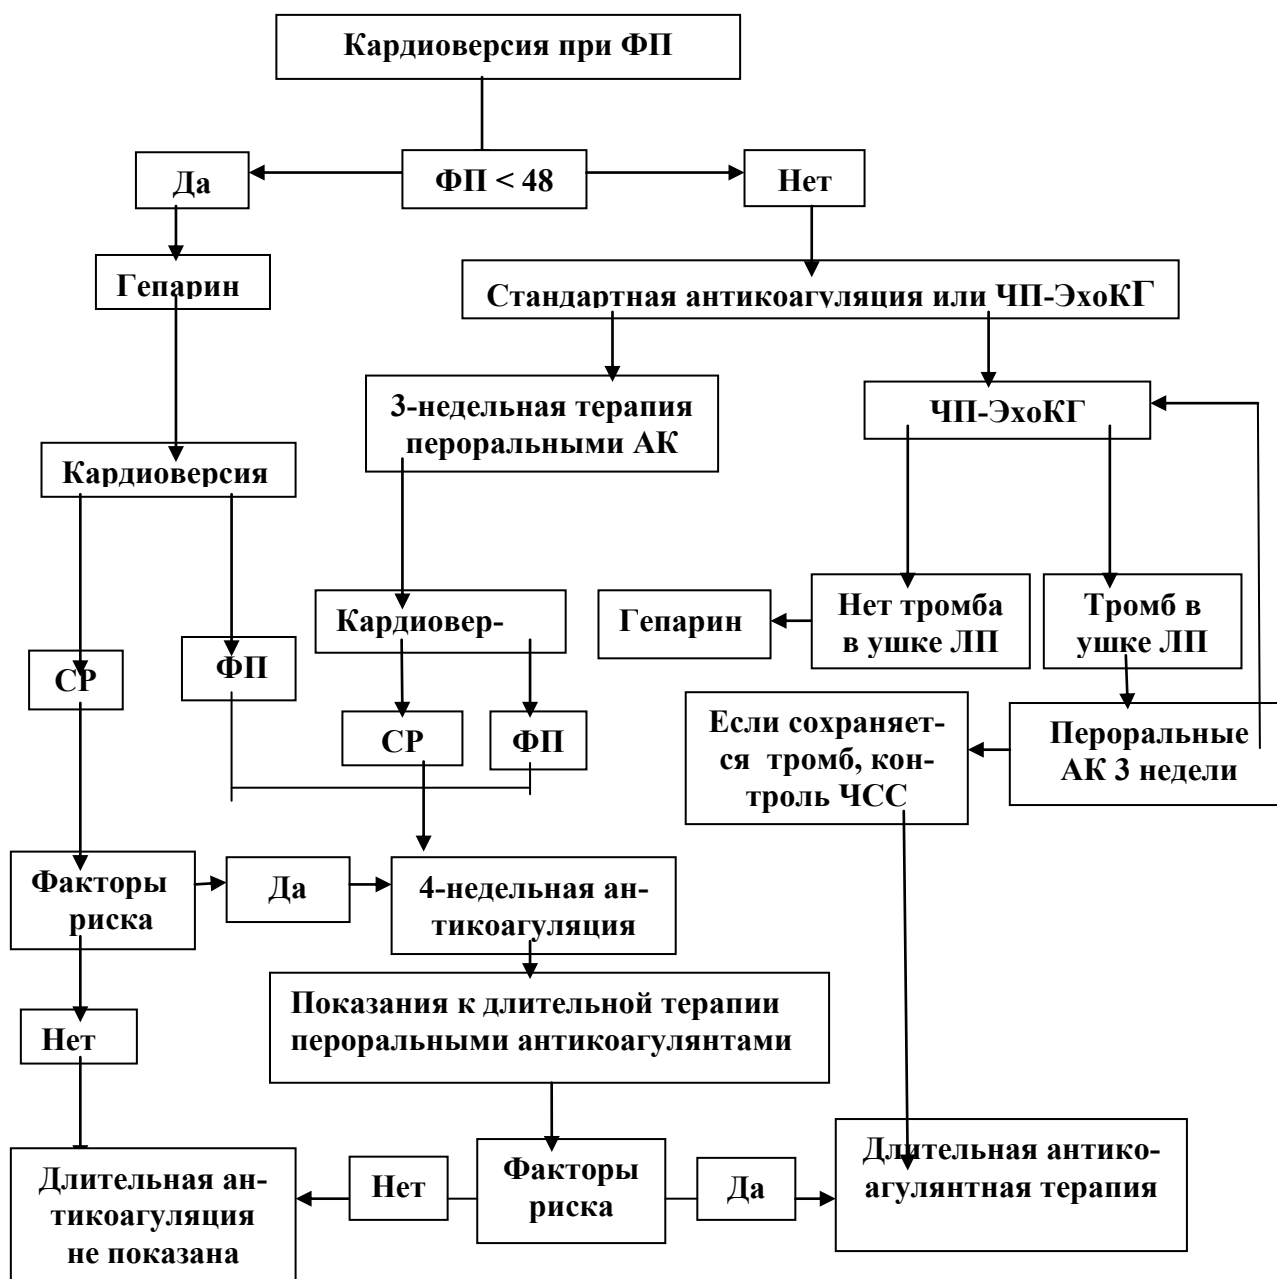 Кардиоверсия при ФП
Да
ФП < 48
Нет
Гепарин
Стандартная антикоагуляция или ЧП-ЭхоКГ
3-недельная терапия
пероральными АК
ЧП-ЭхоКГ
Кардиоверсия
Кардиовер-
Гепарин
Нет тромба
в ушке ЛП
Тромб в
ушке ЛП
СР
ФП
СР
ФП
Если сохраняет-
ся тромб, кон-
троль ЧСС
Пероральные
АК 3 недели
Факторы
риска
Да
4-недельная ан-
тикоагуляция
Нет
Показания к длительной терапии
пероральными антикоагулянтами
Длительная ан-
тикоагуляция
не показана
Нет
Факторы
риска
Да
Длительная антико-
агулянтная терапия